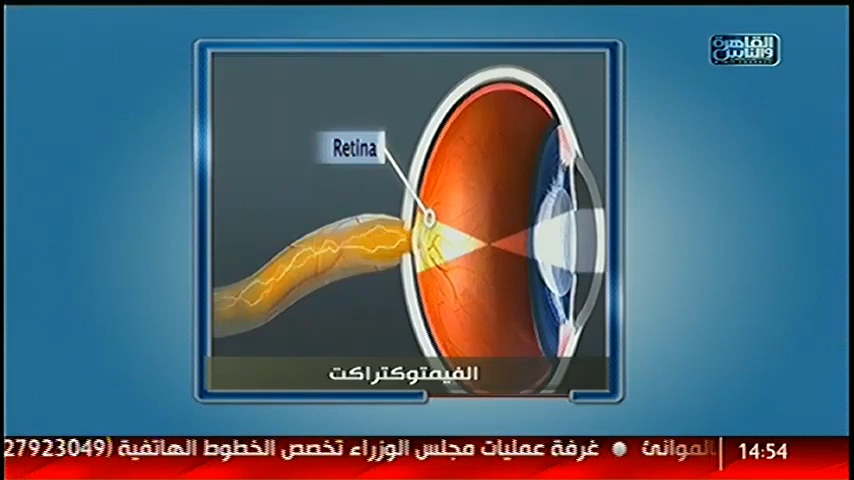 القاهرة
والناس
Retina
الفيمتوكتراكت
الموانئ ● غرفة عمليات مجلس الوزراء تخصص الخطوط الهاتفية (27923049
14:54